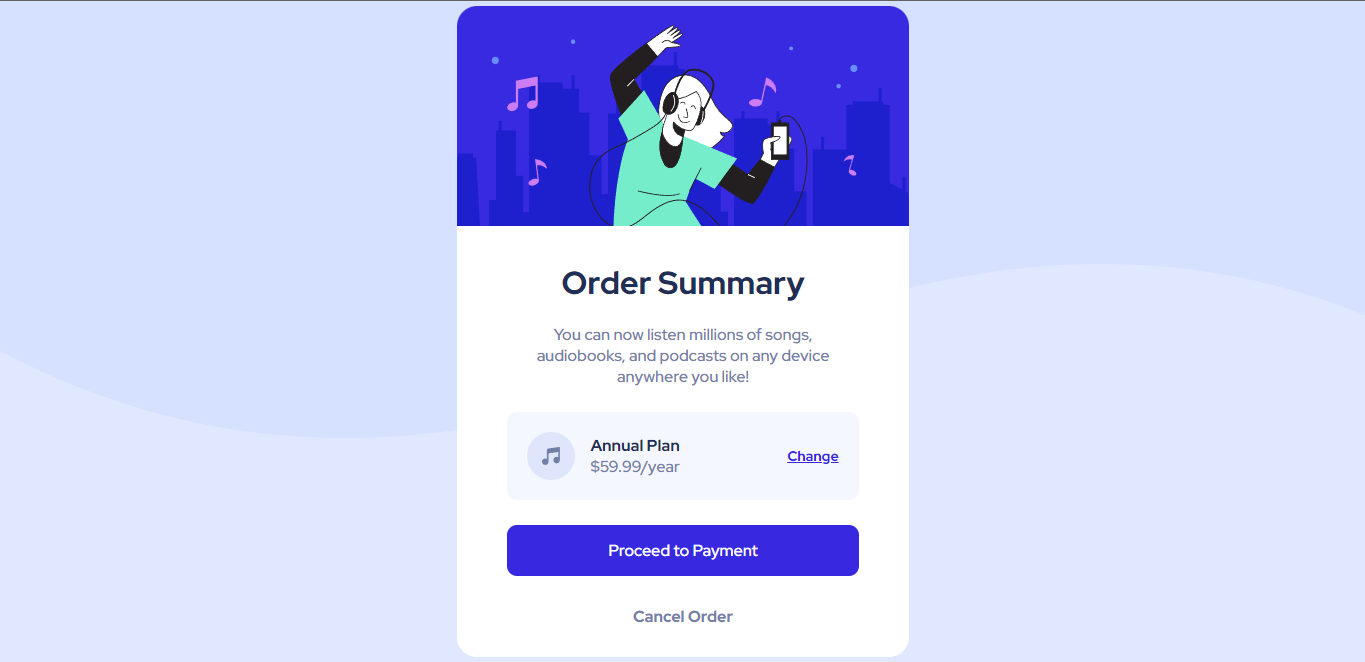 Order Summary
You can now listen millions of songs,
audiobooks, and podcasts on any device
anywhere you like!
Annual Plan
$59.99/year
Change
Proceed to Payment
Cancel Order